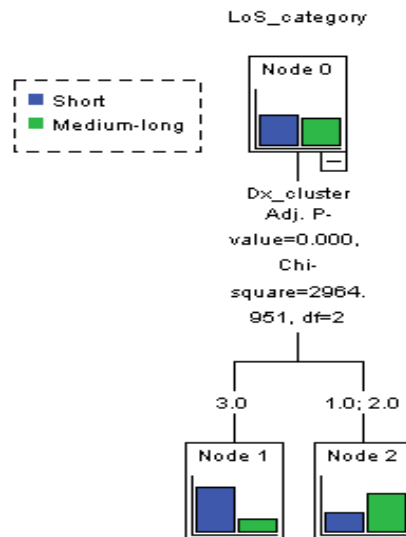 LoS_category
Node 0
Short
Medium-long
Dx_cluster
Adj. P-
value=0.000,
Chi-
square=2964.
951, df=2
3.0
1.0; 2.0
Node 1
Node 2